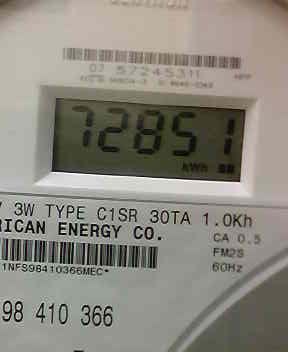 07 57245311
72851
kWh
V 3W TYPE C1SR 30TA 1.0Kh
RICAN ENERGY CO.
CA 0.5
FM2S
60Hz
1NFS98410366MEC*
98 410 366